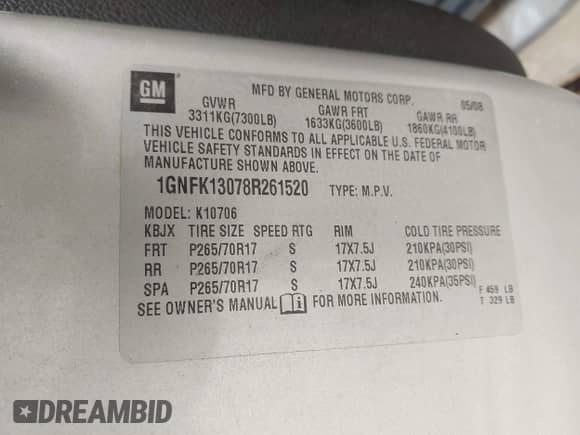 GM
MFD BY GENERAL MOTORS CORP. 05/08
GVWR GAWR FRT GAWR RR
3311KG(7300LB) 1633KG(3600LB) 1860KG(4100LB)
THIS VEHICLE CONFORMS TO ALL APPLICABLE U.S. FEDERAL MOTOR
VEHICLE SAFETY STANDARDS IN EFFECT ON THE DATE OF
MANUFACTURE SHOWN ABOVE.
1GNFK13078R261520 TYPE: M.P.V.
MODEL: K10706
KBJX TIRE SIZE SPEED RTG RIM COLD TIRE PRESSURE
FRT P265/70R17 S 17X7.5J 210KPA(30PSI)
RR P265/70R17 S 17X7.5J 210KPA(30PSI)
SPA P265/70R17 S 17X7.5J 240KPA(35PSI)
SEE OWNER'S MANUAL FOR MORE INFORMATION.
F 459 LB
T 329 LB
DREAMBID